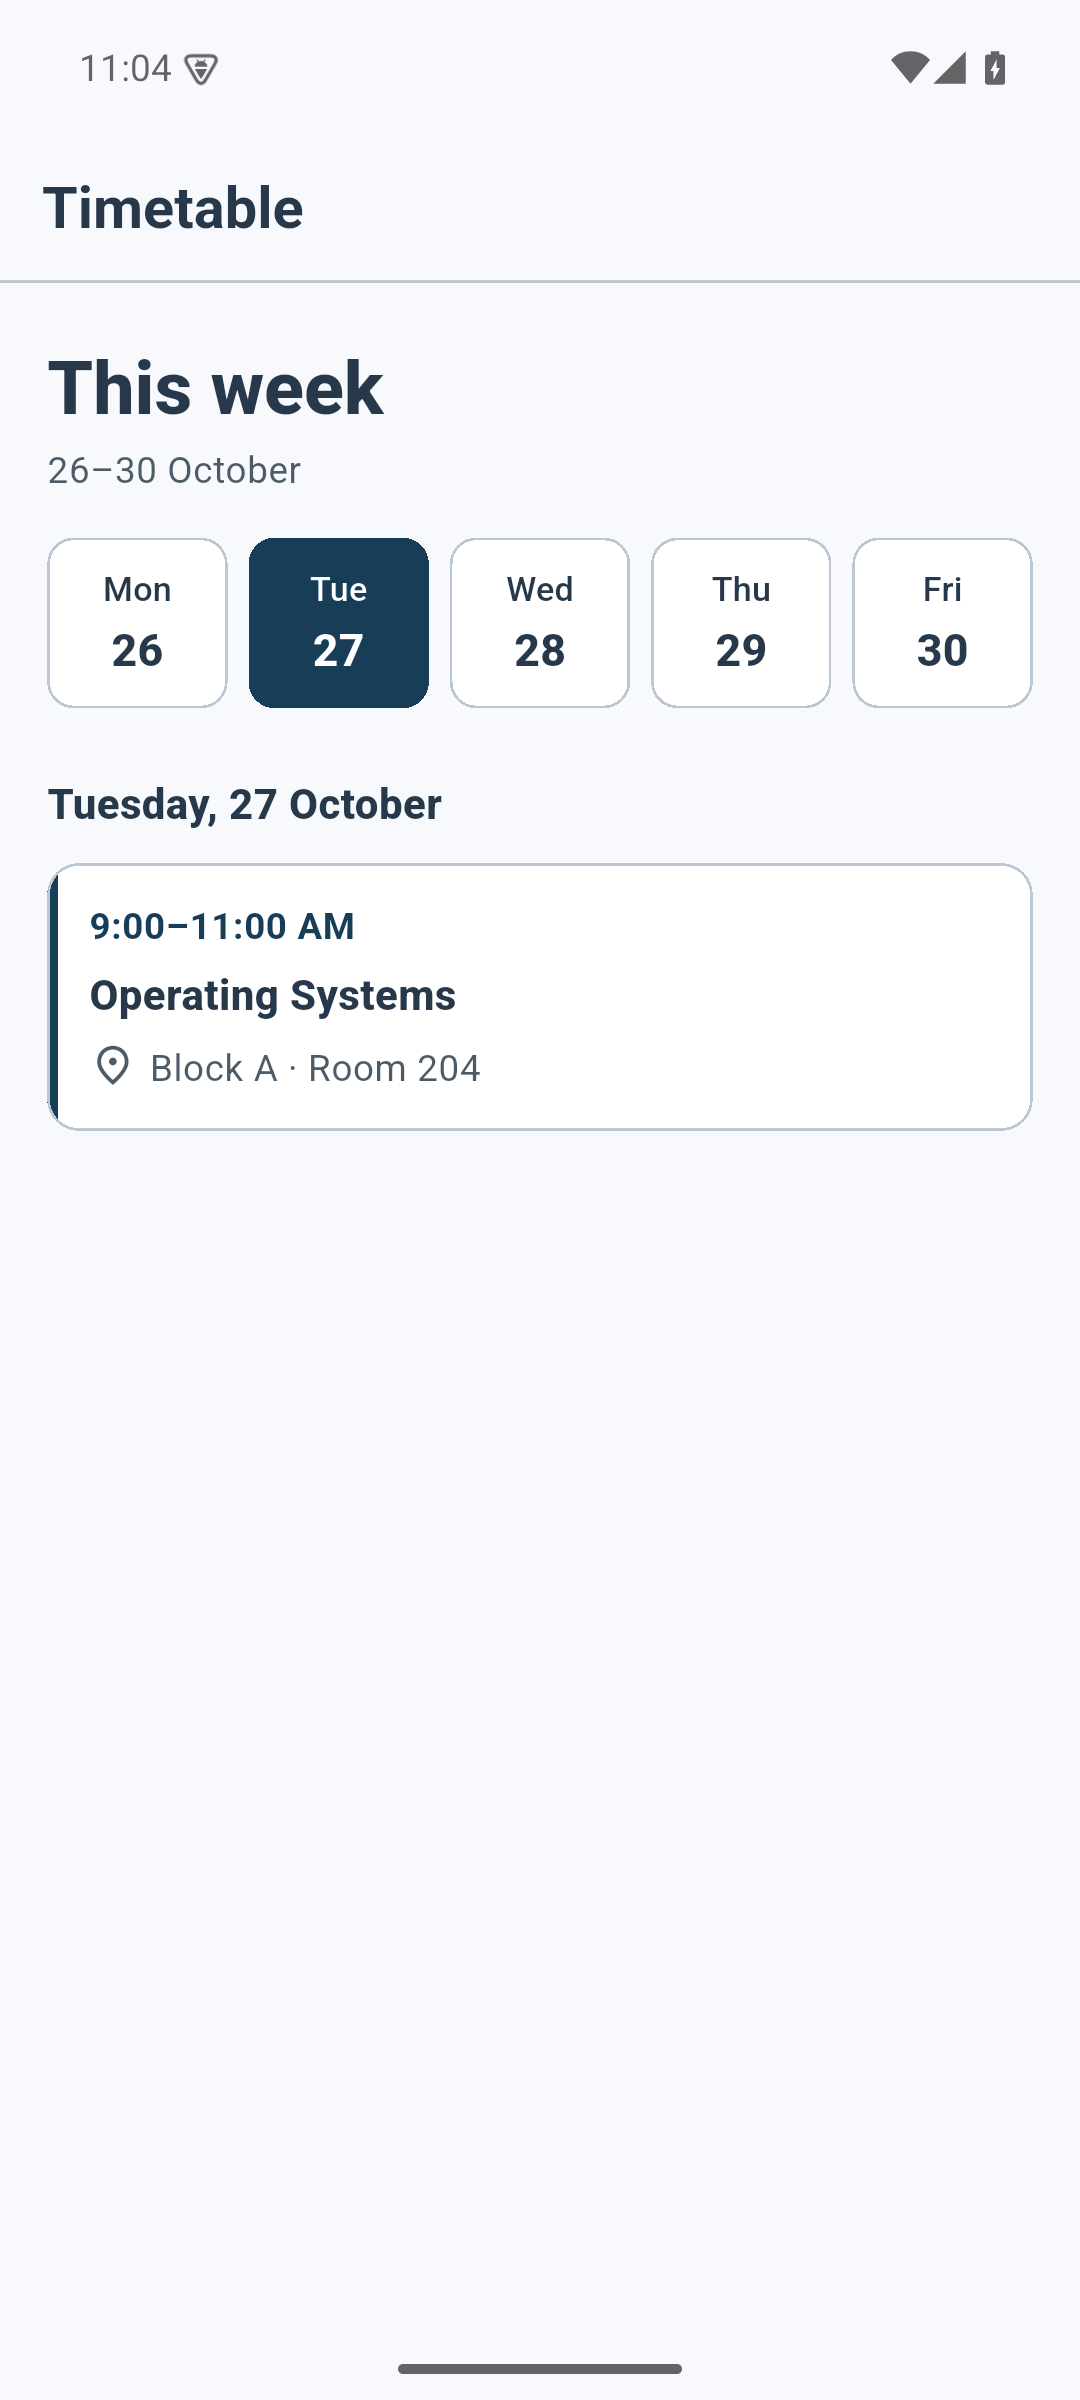 11:04
Timetable
This week
26–30 October
Mon Tue Wed Thu Fri
26 27 28 29 30
Tuesday, 27 October
9:00–11:00 AM
Operating Systems
Block A · Room 204